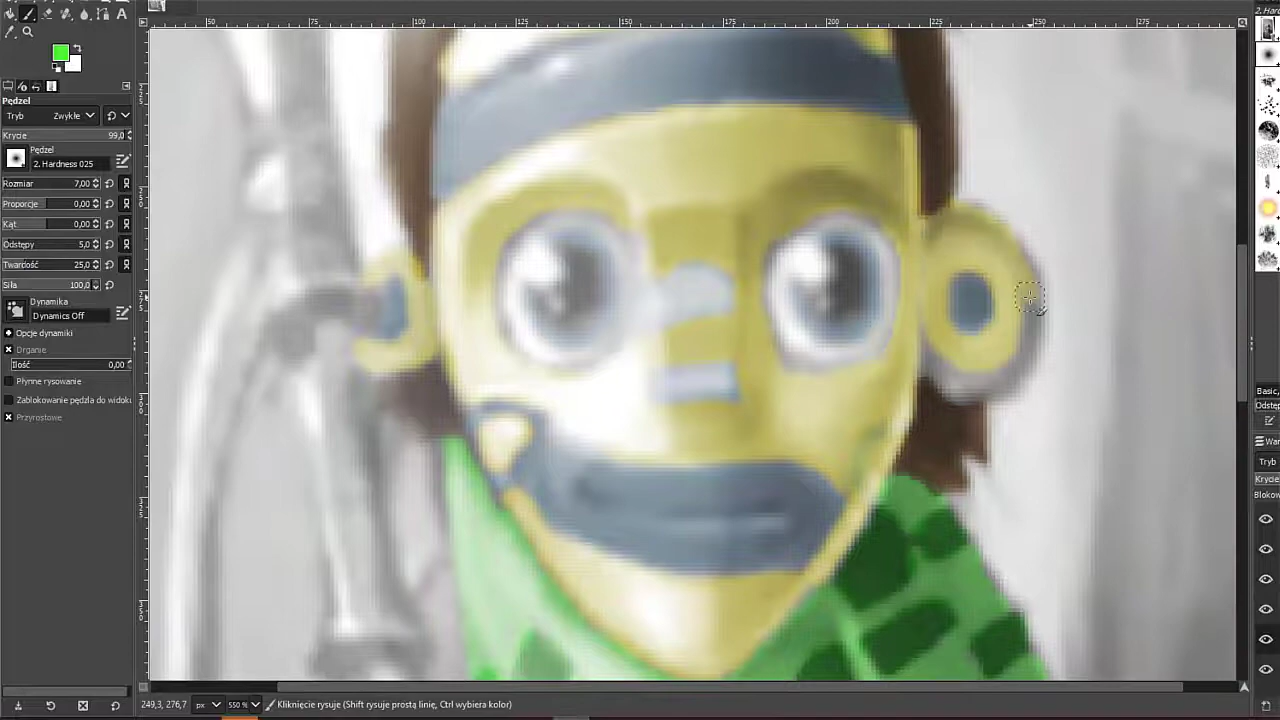 50 75 100 125 150 175 200 225 250 275
2. Hard
Pędzel
Tryb Zwykłe
Krycie 99,0
Pędzel
2. Hardness 025
Rozmiar 7,00
Proporcje 0,00
Kąt 0,00
Odstępy 5,0
Twardość 25,0
Siła 100,0
Dynamika
Dynamics Off
Opcje dynamiki
Drganie
Ilość 0,00
Płynne rysowanie
Zablokowanie pędzla do widoku
Przyrostowe
Basic,
Odstęp
War
Tryb
Krycie
Blokow
249,3, 276,7 px 550 % Kliknięcie rysuje (Shift rysuje prostą linię, Ctrl wybiera kolor)